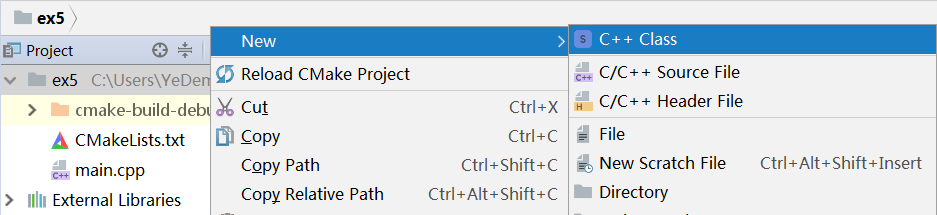 ex5
Project
ex5 C:\Users\YeDem
cmake-build-debu
CMakeLists.txt
C++ main.cpp
External Libraries
New
Reload CMake Project
Cut Ctrl+X
Copy Ctrl+C
Copy Path Ctrl+Shift+C
Copy Relative Path Ctrl+Alt+Shift+C
S C++ Class
C++ C/C++ Source File
H C/C++ Header File
File
New Scratch File Ctrl+Alt+Shift+Insert
Directory